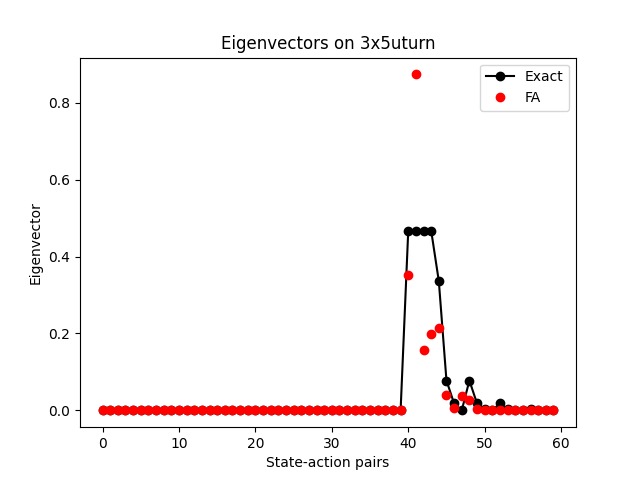 Eigenvectors on 3x5uturn
Exact
FA
Eigenvector
0.8
0.6
0.4
0.2
0.0
0 10 20 30 40 50 60
State-action pairs